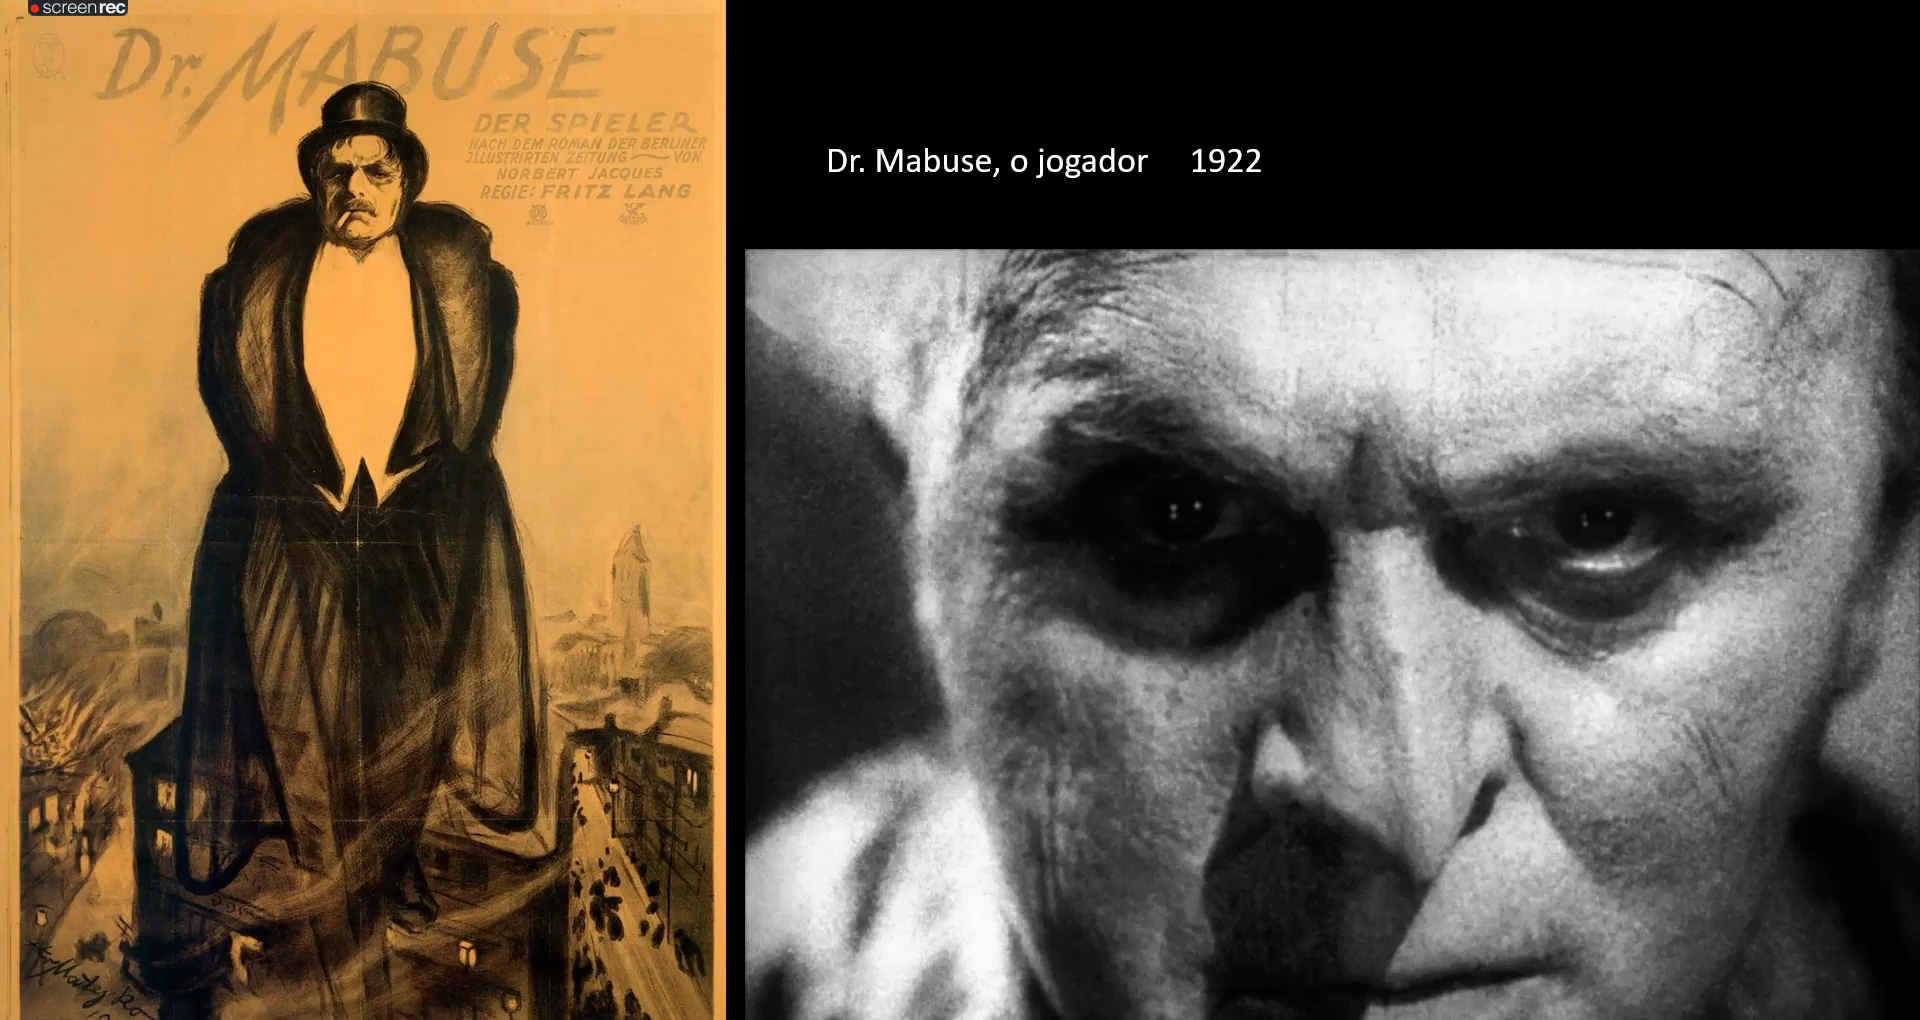 screenrec
Dr. MABUSE
DER SPIELER
NACH DEM ROMAN DER BERLINER
JLLUSTRIRTEN ZEITUNG VON
NORBERT JACQUES
REGIE: FRITZ LANG
Dr. Mabuse, o jogador 1922